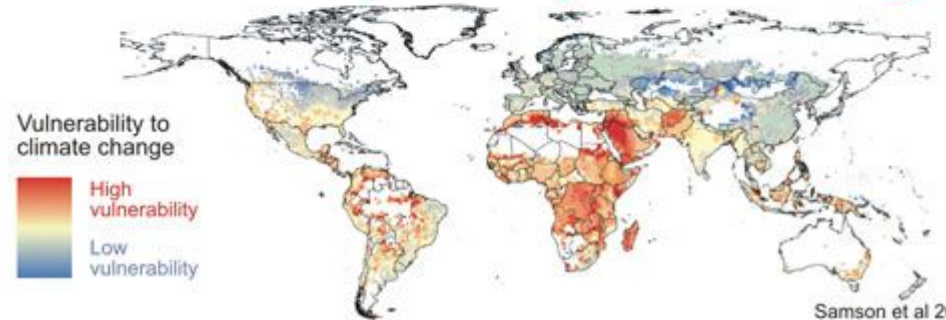 Vulnerability to
climate change
High
vulnerability
Low
vulnerability
Samson et al 2